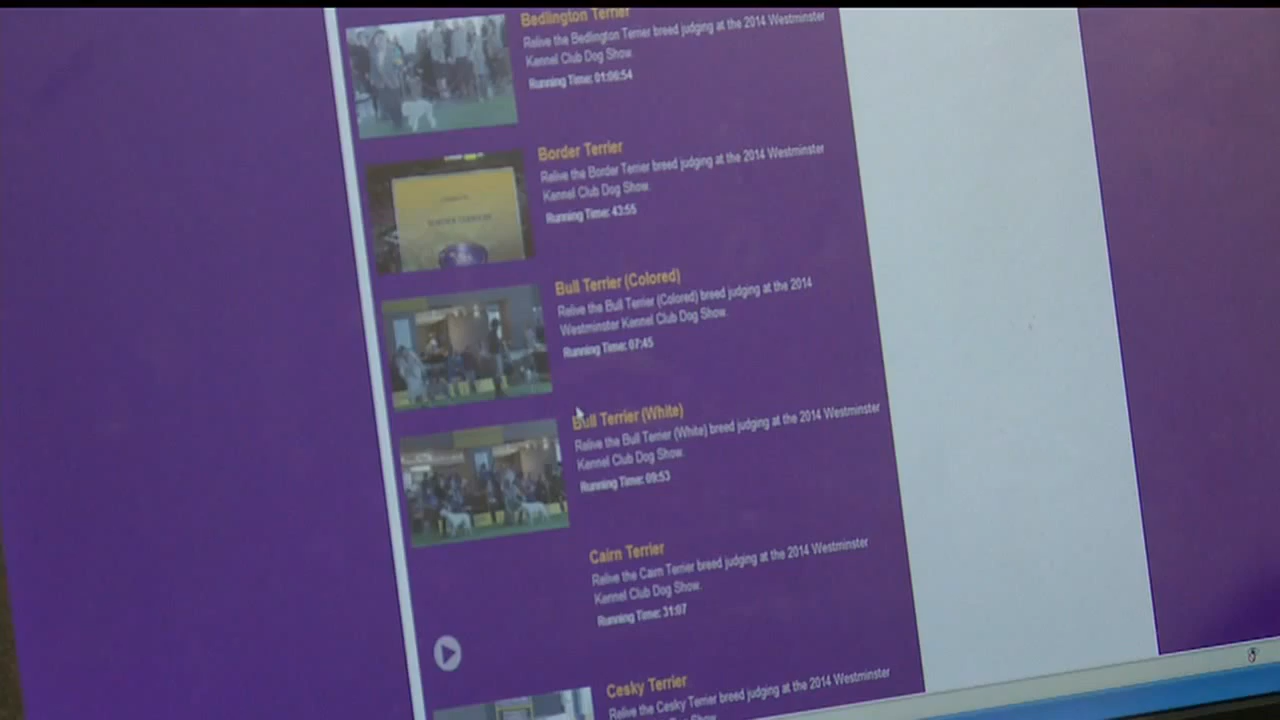 Bedlington Terrier
Relive the Bedlington Terrier breed judging at the 2014 Westminster
Kennel Club Dog Show.
Running Time: 01:06:54
Border Terrier
Relive the Border Terrier breed judging at the 2014 Westminster
Kennel Club Dog Show.
Running Time: 43:55
Bull Terrier (Colored)
Relive the Bull Terrier (Colored) breed judging at the 2014
Westminster Kennel Club Dog Show.
Running Time: 07:45
Bull Terrier (White)
Relive the Bull Terrier (White) breed judging at the 2014 Westminster
Kennel Club Dog Show.
Running Time: 09:53
Cairn Terrier
Relive the Cairn Terrier breed judging at the 2014 Westminster
Kennel Club Dog Show.
Running Time: 31:07
Cesky Terrier
Relive the Cesky Terrier breed judging at the 2014 Westminster
Dog Show.